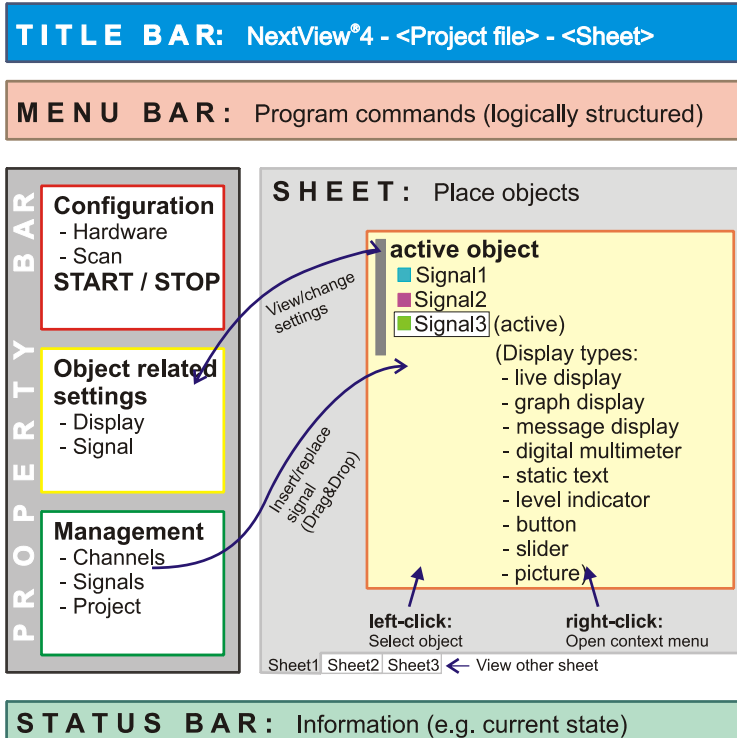 TITLE BAR: NextView®4 - <Project file> - <Sheet>
MENU BAR: Program commands (logically structured)
PROPERTY BAR
Configuration
- Hardware
- Scan
START / STOP
Object related
settings
- Display
- Signal
Management
- Channels
- Signals
- Project
SHEET: Place objects
View/change
settings
Insert/replace
signal
(Drag&Drop)
active object
Signal1
Signal2
Signal3 (active)
(Display types:
- live display
- graph display
- message display
- digital multimeter
- static text
- level indicator
- button
- slider
- picture)
left-click:
Select object
right-click:
Open context menu
Sheet1 Sheet2 Sheet3 View other sheet
STATUS BAR: Information (e.g. current state)